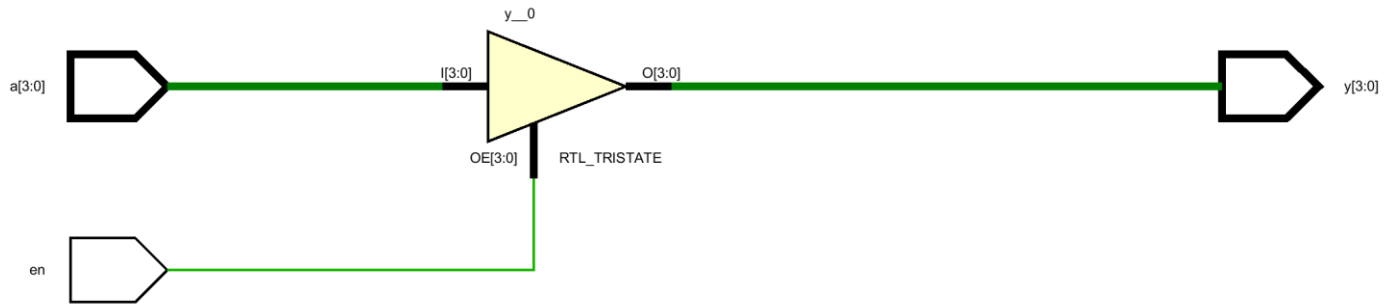 y__0
a[3:0]
I[3:0]
O[3:0]
y[3:0]
OE[3:0]
RTL_TRISTATE
en